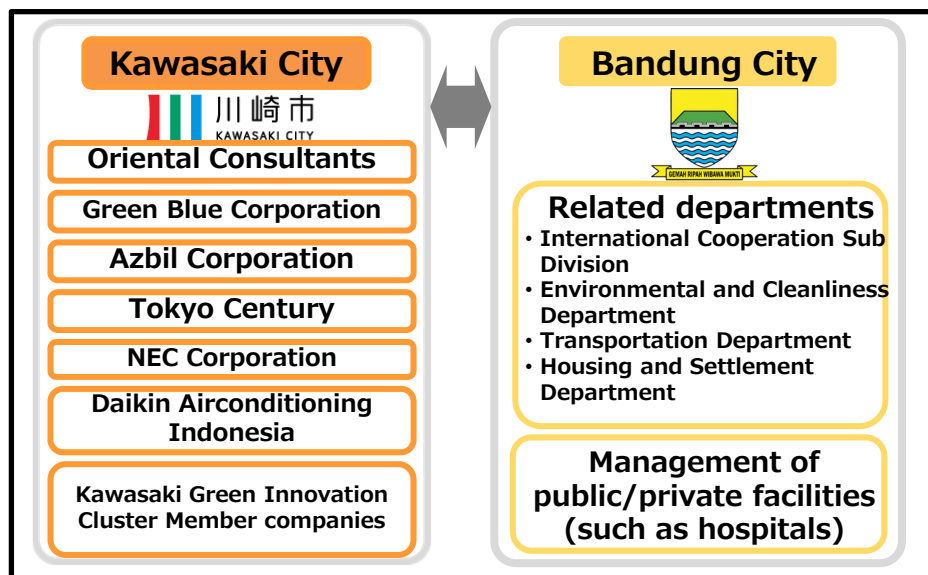 Kawasaki City
川崎市
KAWASAKI CITY
Oriental Consultants
Green Blue Corporation
Azbil Corporation
Tokyo Century
NEC Corporation
Daikin Airconditioning
Indonesia
Kawasaki Green Innovation
Cluster Member companies
Bandung City
GEMAH RIPAH WIBAWA MUKTI
Related departments
・International Cooperation Sub
Division
・Environmental and Cleanliness
Department
・Transportation Department
・Housing and Settlement
Department
Management of
public/private facilities
(such as hospitals)